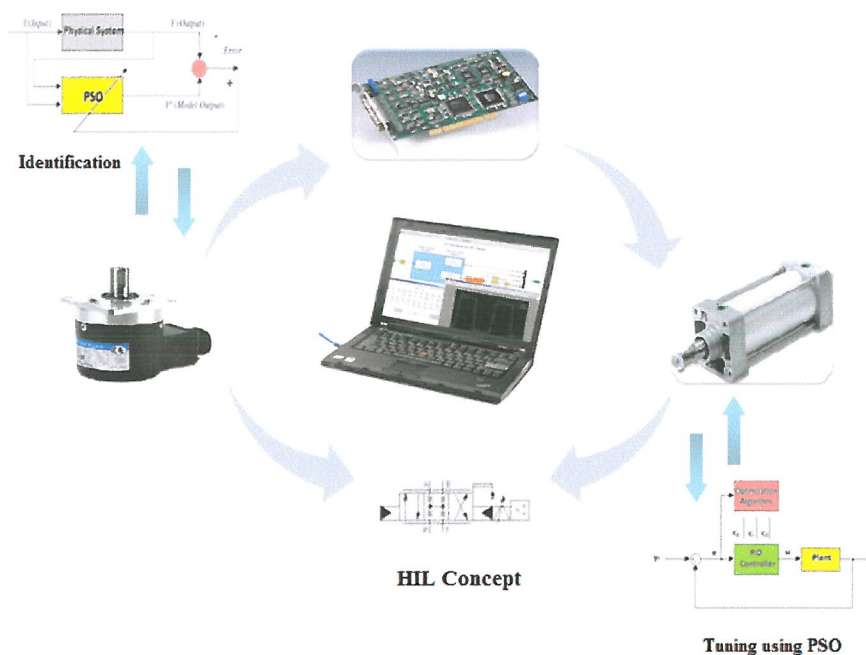 U(Input)
Physical System
Y (Output)
-
Error
+
PSO
Y* (Model Output)
Identification
HIL Concept
Optimization
Algorithm
e
PID
Controller
u
Plant
Tuning using PSO